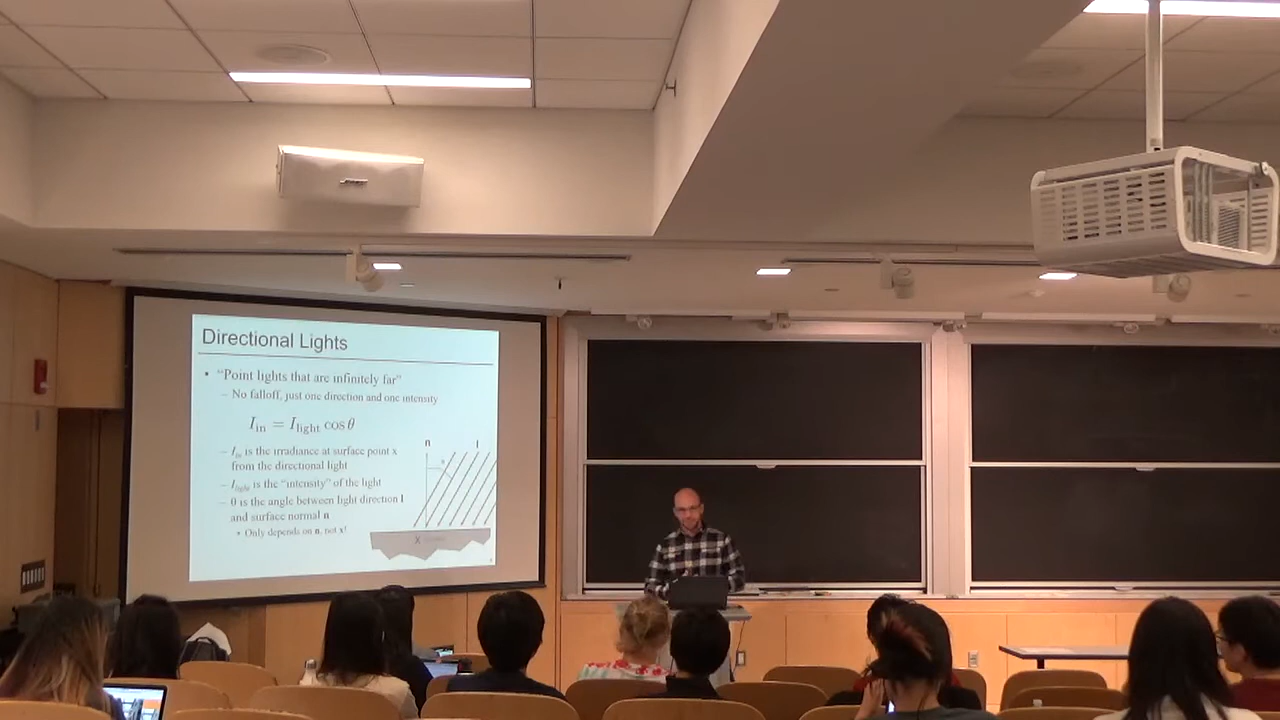 Directional Lights
• "Point lights that are infinitely far"
– No falloff, just one direction and one intensity
I_in = I_light cos θ
– I_in is the irradiance at surface point x
from the directional light
– I_light is the "intensity" of the light
– θ is the angle between light direction l
and surface normal n
• Only depends on n, not x!
n l
x
BOSE